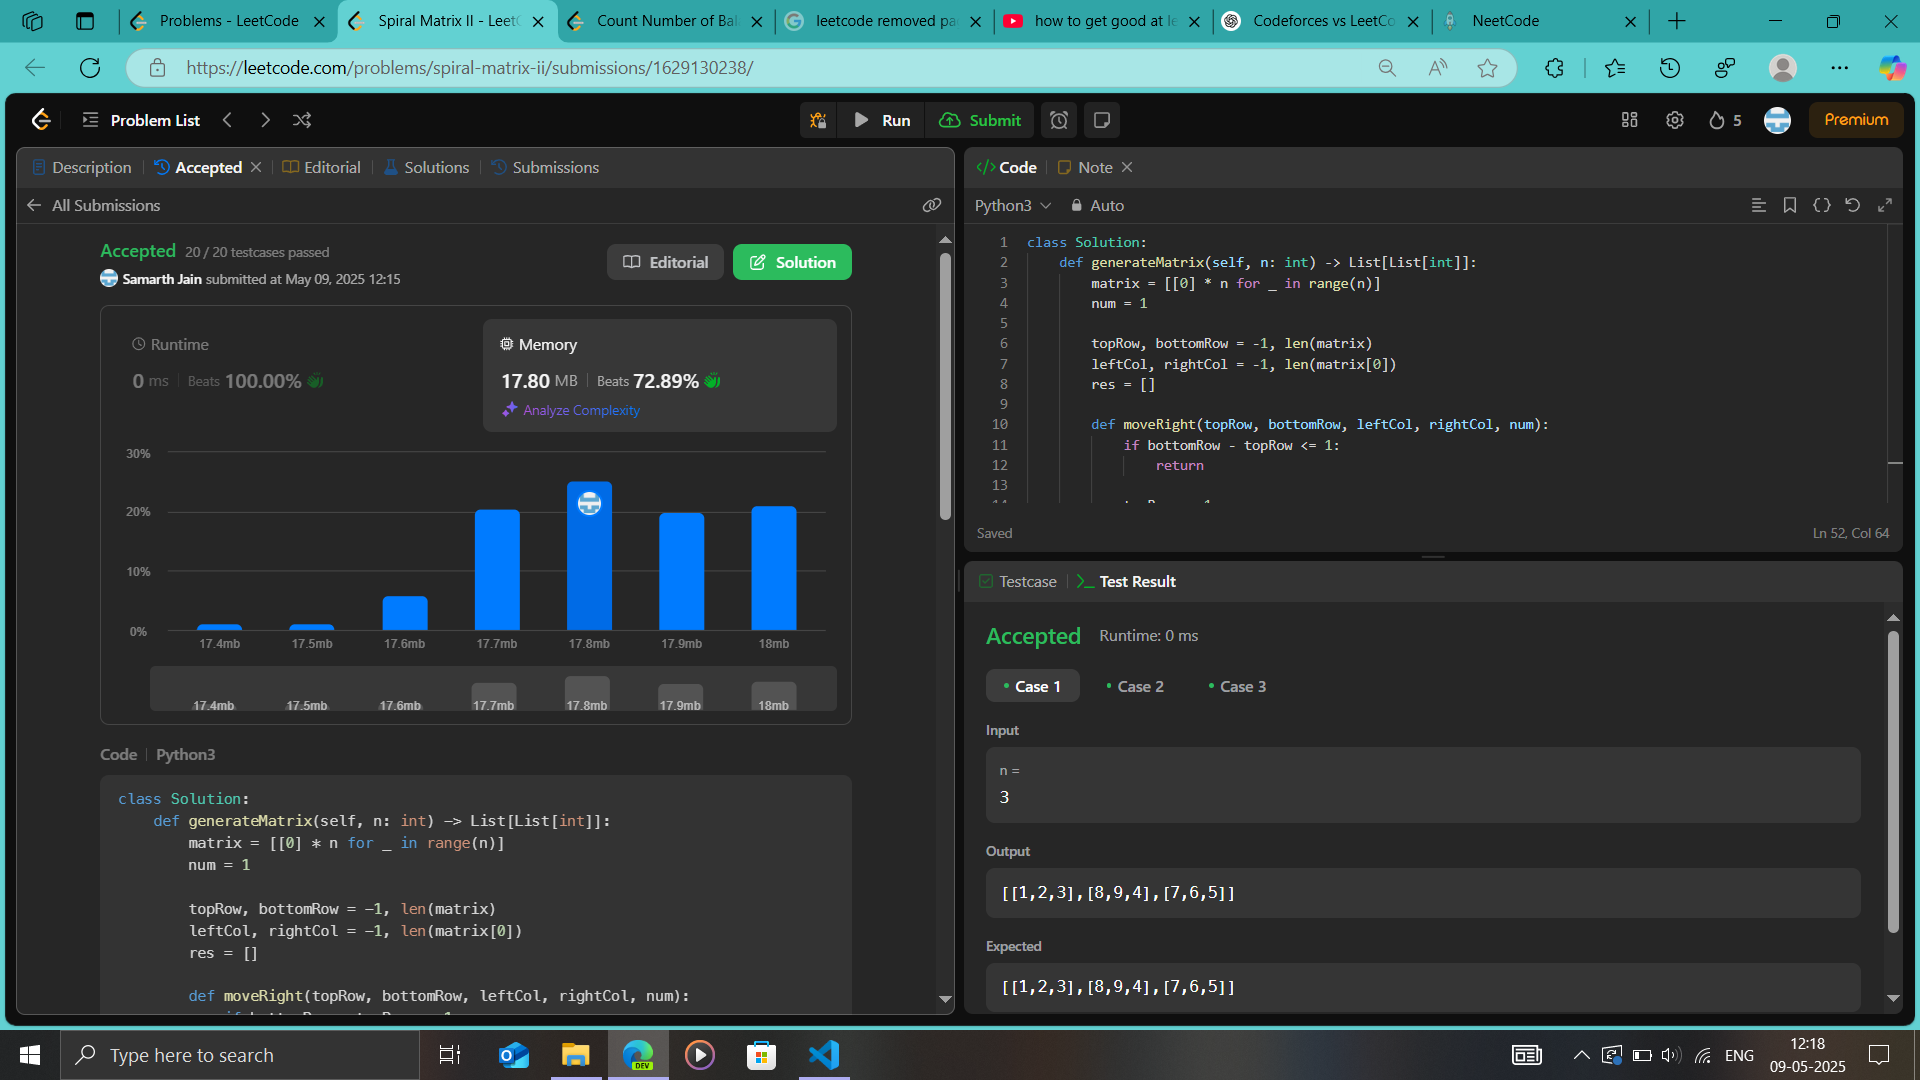 Problems - LeetCode
Spiral Matrix II - Leet
Count Number of Bal
leetcode removed pa
how to get good at le
Codeforces vs LeetCo
NeetCode
https://leetcode.com/problems/spiral-matrix-ii/submissions/1629130238/
Problem List
Run
Submit
5
Premium
Description
Accepted
Editorial
Solutions
Submissions
All Submissions
Accepted 20 / 20 testcases passed
Samarth Jain submitted at May 09, 2025 12:15
Editorial
Solution
Runtime
0 ms
Beats 100.00%
Memory
17.80 MB
Beats 72.89%
Analyze Complexity
30%
20%
10%
0%
17.4mb 17.5mb 17.6mb 17.7mb 17.8mb 17.9mb 18mb
17.4mb 17.5mb 17.6mb 17.7mb 17.8mb 17.9mb 18mb
Code | Python3
class Solution:
def generateMatrix(self, n: int) -> List[List[int]]:
matrix = [[0] * n for _ in range(n)]
num = 1
topRow, bottomRow = -1, len(matrix)
leftCol, rightCol = -1, len(matrix[0])
res = []
def moveRight(topRow, bottomRow, leftCol, rightCol, num):
Code
Note
Python3
Auto
1 class Solution:
2 def generateMatrix(self, n: int) -> List[List[int]]:
3 matrix = [[0] * n for _ in range(n)]
4 num = 1
5
6 topRow, bottomRow = -1, len(matrix)
7 leftCol, rightCol = -1, len(matrix[0])
8 res = []
9
10 def moveRight(topRow, bottomRow, leftCol, rightCol, num):
11 if bottomRow - topRow <= 1:
12 return
13
Saved
Ln 52, Col 64
Testcase
Test Result
Accepted Runtime: 0 ms
Case 1
Case 2
Case 3
Input
n =
3
Output
[[1,2,3],[8,9,4],[7,6,5]]
Expected
[[1,2,3],[8,9,4],[7,6,5]]
Type here to search
DEV
ENG
12:18
09-05-2025